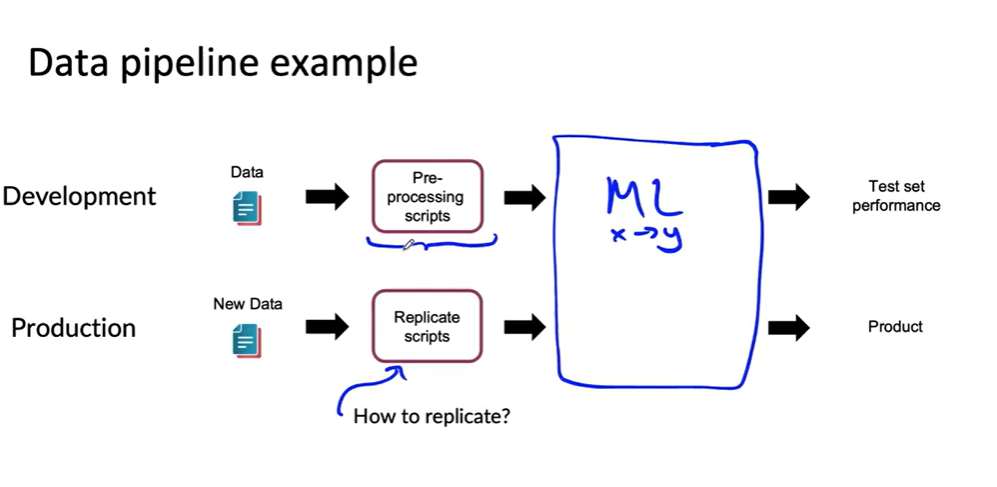 Data pipeline example
Development
Data
Pre-
processing
scripts
ML
x → y
Test set
performance
Production
New Data
Replicate
scripts
Product
How to replicate?